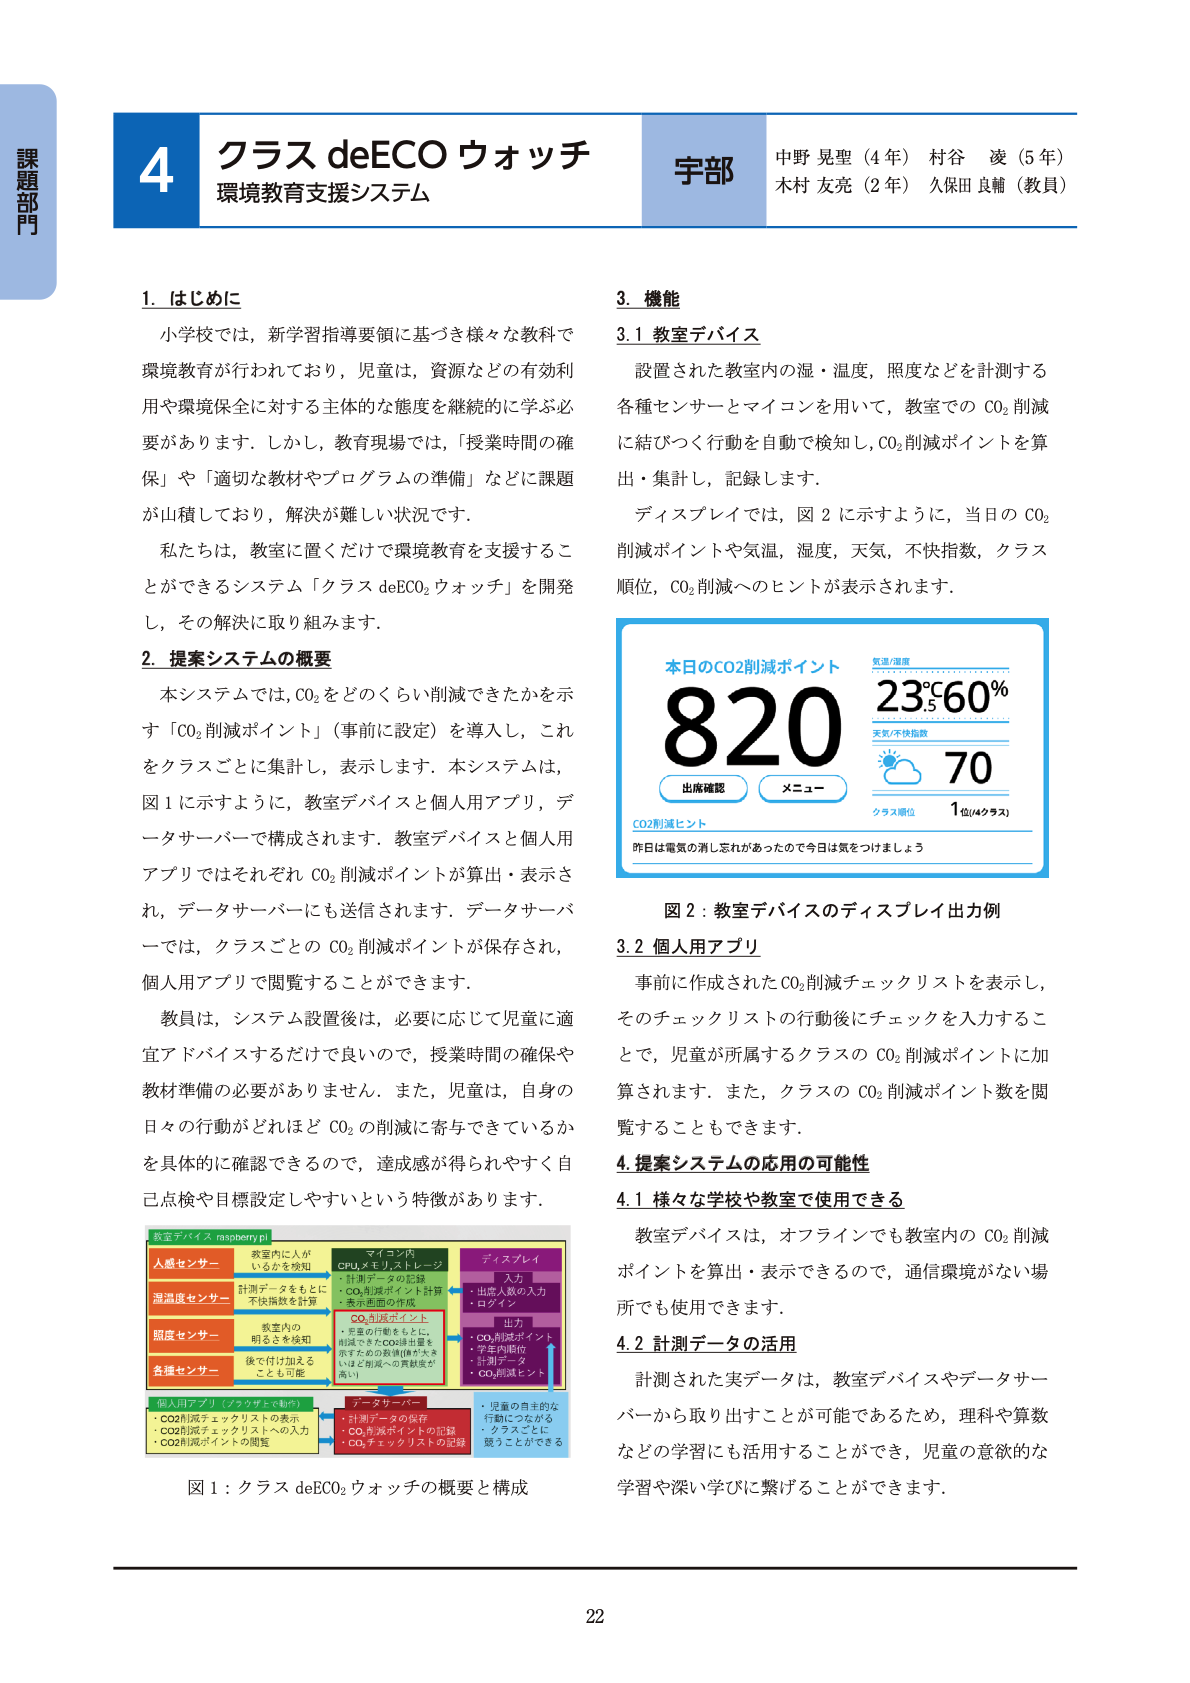 課題部門
4
クラス deECO ウォッチ
環境教育支援システム
宇部
中野 晃聖（4 年） 村谷　凌（5 年）
木村 友亮（2 年） 久保田 良輔（教員）
1. はじめに
小学校では，新学習指導要領に基づき様々な教科で
環境教育が行われており，児童は，資源などの有効利
用や環境保全に対する主体的な態度を継続的に学ぶ必
要があります．しかし，教育現場では，「授業時間の確
保」や「適切な教材やプログラムの準備」などに課題
が山積しており，解決が難しい状況です．
私たちは，教室に置くだけで環境教育を支援するこ
とができるシステム「クラス deECO₂ ウォッチ」を開発
し，その解決に取り組みます．
2. 提案システムの概要
本システムでは, CO₂ をどのくらい削減できたかを示
す「CO₂ 削減ポイント」（事前に設定）を導入し，これ
をクラスごとに集計し，表示します．本システムは，
図 1 に示すように，教室デバイスと個人用アプリ，デ
ータサーバーで構成されます．教室デバイスと個人用
アプリではそれぞれ CO₂ 削減ポイントが算出・表示さ
れ，データサーバーにも送信されます．データサーバ
ーでは，クラスごとの CO₂ 削減ポイントが保存され，
個人用アプリで閲覧することができます．
教員は，システム設置後は，必要に応じて児童に適
宜アドバイスするだけで良いので，授業時間の確保や
教材準備の必要がありません．また，児童は，自身の
日々の行動がどれほど CO₂ の削減に寄与できているか
を具体的に確認できるので，達成感が得られやすく自
己点検や目標設定しやすいという特徴があります．
教室デバイス raspberry pi
人感センサー
教室内に人が
いるかを検知
湿温度センサー
計測データをもとに
不快指数を計算
照度センサー
教室内の
明るさを検知
各種センサー
後で付け加える
ことも可能
マイコン内
CPU,メモリ,ストレージ
・計測データの記録
・CO₂削減ポイント計算
・表示画面の作成
CO₂削減ポイント
・児童の行動をもとに，
削減できたCO2排出量を
示すための数値(値が大き
いほど削減への貢献度が
高い)
ディスプレイ
入力
・出席人数の入力
・ログイン
出力
・CO₂削減ポイント
・学年内順位
・計測データ
・CO₂削減ヒント
個人用アプリ（ブラウザ上で動作）
・CO2削減チェックリストの表示
・CO2削減チェックリストへの入力
・CO2削減ポイントの閲覧
データサーバー
・計測データの保存
・CO₂削減ポイントの記録
・CO₂チェックリストの記録
・児童の自主的な
行動につながる
・クラスごとに
競うことができる
図 1：クラス deECO₂ ウォッチの概要と構成
3. 機能
3.1 教室デバイス
設置された教室内の湿・温度，照度などを計測する
各種センサーとマイコンを用いて，教室での CO₂ 削減
に結びつく行動を自動で検知し, CO₂ 削減ポイントを算
出・集計し，記録します．
ディスプレイでは，図 2 に示すように，当日の CO₂
削減ポイントや気温，湿度，天気，不快指数，クラス
順位，CO₂ 削減へのヒントが表示されます．
本日のCO2削減ポイント
820
出席確認
メニュー
気温/湿度
23.5℃60%
天気/不快指数
70
クラス順位
1位(/4クラス)
CO2削減ヒント
昨日は電気の消し忘れがあったので今日は気をつけましょう
図 2：教室デバイスのディスプレイ出力例
3.2 個人用アプリ
事前に作成された CO₂ 削減チェックリストを表示し，
そのチェックリストの行動後にチェックを入力するこ
とで，児童が所属するクラスの CO₂ 削減ポイントに加
算されます．また，クラスの CO₂ 削減ポイント数を閲
覧することもできます．
4. 提案システムの応用の可能性
4.1 様々な学校や教室で使用できる
教室デバイスは，オフラインでも教室内の CO₂ 削減
ポイントを算出・表示できるので，通信環境がない場
所でも使用できます．
4.2 計測データの活用
計測された実データは，教室デバイスやデータサー
バーから取り出すことが可能であるため，理科や算数
などの学習にも活用することができ，児童の意欲的な
学習や深い学びに繋げることができます．
22